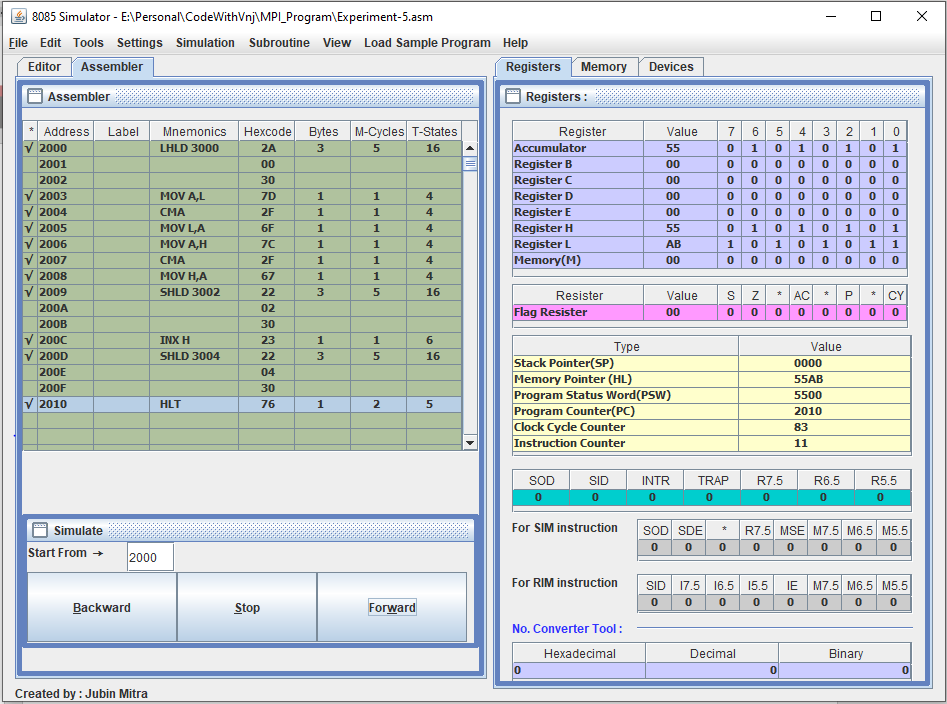 8085 Simulator - E:\Personal\CodeWithVnj\MPI_Program\Experiment-5.asm
File Edit Tools Settings Simulation Subroutine View Load Sample Program Help
Editor Assembler
Assembler
* Address Label Mnemonics Hexcode Bytes M-Cycles T-States
√ 2000 LHLD 3000 2A 3 5 16
2001 00
2002 30
√ 2003 MOV A,L 7D 1 1 4
√ 2004 CMA 2F 1 1 4
√ 2005 MOV L,A 6F 1 1 4
√ 2006 MOV A,H 7C 1 1 4
√ 2007 CMA 2F 1 1 4
√ 2008 MOV H,A 67 1 1 4
√ 2009 SHLD 3002 22 3 5 16
200A 02
200B 30
√ 200C INX H 23 1 1 6
√ 200D SHLD 3004 22 3 5 16
200E 04
200F 30
√ 2010 HLT 76 1 2 5
Simulate
Start From → 2000
Backward Stop Forward
Created by : Jubin Mitra
Registers Memory Devices
Registers :
Register Value 7 6 5 4 3 2 1 0
Accumulator 55 0 1 0 1 0 1 0 1
Register B 00 0 0 0 0 0 0 0 0
Register C 00 0 0 0 0 0 0 0 0
Register D 00 0 0 0 0 0 0 0 0
Register E 00 0 0 0 0 0 0 0 0
Register H 55 0 1 0 1 0 1 0 1
Register L AB 1 0 1 0 1 0 1 1
Memory(M) 00 0 0 0 0 0 0 0 0
Resister Value S Z * AC * P * CY
Flag Resister 00 0 0 0 0 0 0 0 0
Type Value
Stack Pointer(SP) 0000
Memory Pointer (HL) 55AB
Program Status Word(PSW) 5500
Program Counter(PC) 2010
Clock Cycle Counter 83
Instruction Counter 11
SOD SID INTR TRAP R7.5 R6.5 R5.5
0 0 0 0 0 0 0
For SIM instruction SOD SDE * R7.5 MSE M7.5 M6.5 M5.5
0 0 0 0 0 0 0 0
For RIM instruction SID I7.5 I6.5 I5.5 IE M7.5 M6.5 M5.5
0 0 0 0 0 0 0 0
No. Converter Tool :
Hexadecimal Decimal Binary
0 0 0